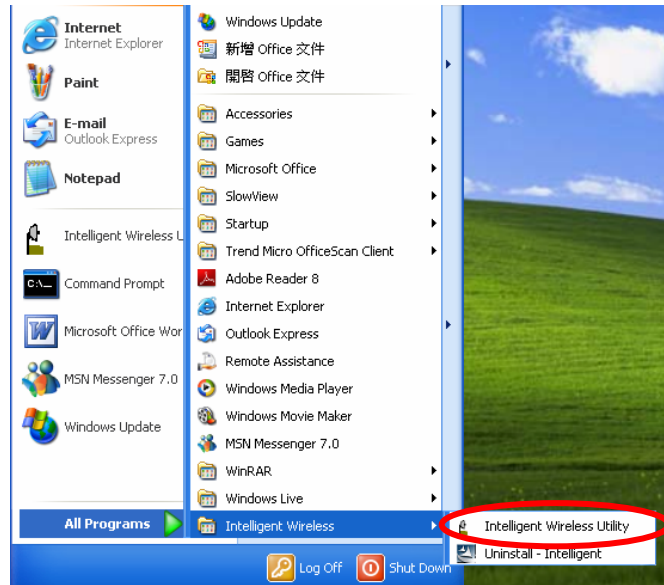 Internet
Internet Explorer
Paint
E-mail
Outlook Express
Notepad
Intelligent Wireless U
Command Prompt
C:\_
Microsoft Office Wor
MSN Messenger 7.0
Windows Update
All Programs
Windows Update
新增 Office 文件
開啓 Office 文件
Accessories
Games
Microsoft Office
SlowView
Startup
Trend Micro OfficeScan Client
Adobe Reader 8
Internet Explorer
Outlook Express
Remote Assistance
Windows Media Player
Windows Movie Maker
MSN Messenger 7.0
WinRAR
Windows Live
Intelligent Wireless
Intelligent Wireless Utility
Uninstall - Intelligent
Log Off
Shut Down